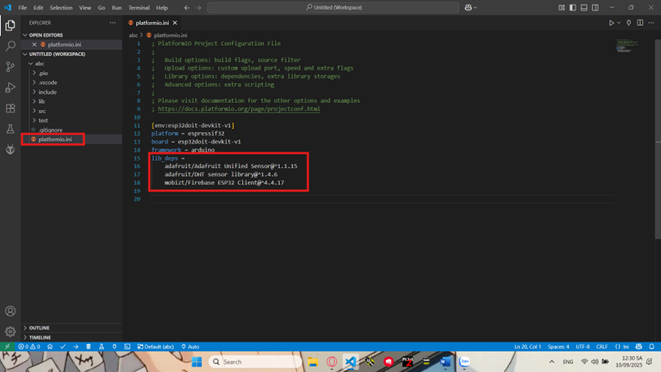 File Edit Selection View Go Run Terminal Help
Untitled (Workspace)
EXPLORER
platformio.ini
OPEN EDITORS
platformio.ini
UNTITLED (WORKSPACE)
abc
.pio
.vscode
include
lib
src
test
.gitignore
platformio.ini
OUTLINE
TIMELINE
abc > platformio.ini
1 ; PlatformIO Project Configuration File
2 ;
3 ; Build options: build flags, source filter
4 ; Upload options: custom upload port, speed and extra flags
5 ; Library options: dependencies, extra library storages
6 ; Advanced options: extra scripting
7 ;
8 ; Please visit documentation for the other options and examples
9 ; https://docs.platformio.org/page/projectconf.html
10
11 [env:esp32doit-devkit-v1]
12 platform = espressif32
13 board = esp32doit-devkit-v1
14 framework = arduino
15 lib_deps =
16 adafruit/Adafruit Unified Sensor@^1.1.15
17 adafruit/DHT sensor library@^1.4.6
18 mobizt/Firebase ESP32 Client@^4.4.17
19
20
0 0 Default (abc) Auto
Ln 20, Col 1 Spaces: 4 UTF-8 CRLF Ini
Search
ENG
12:30 SA
10/09/2025